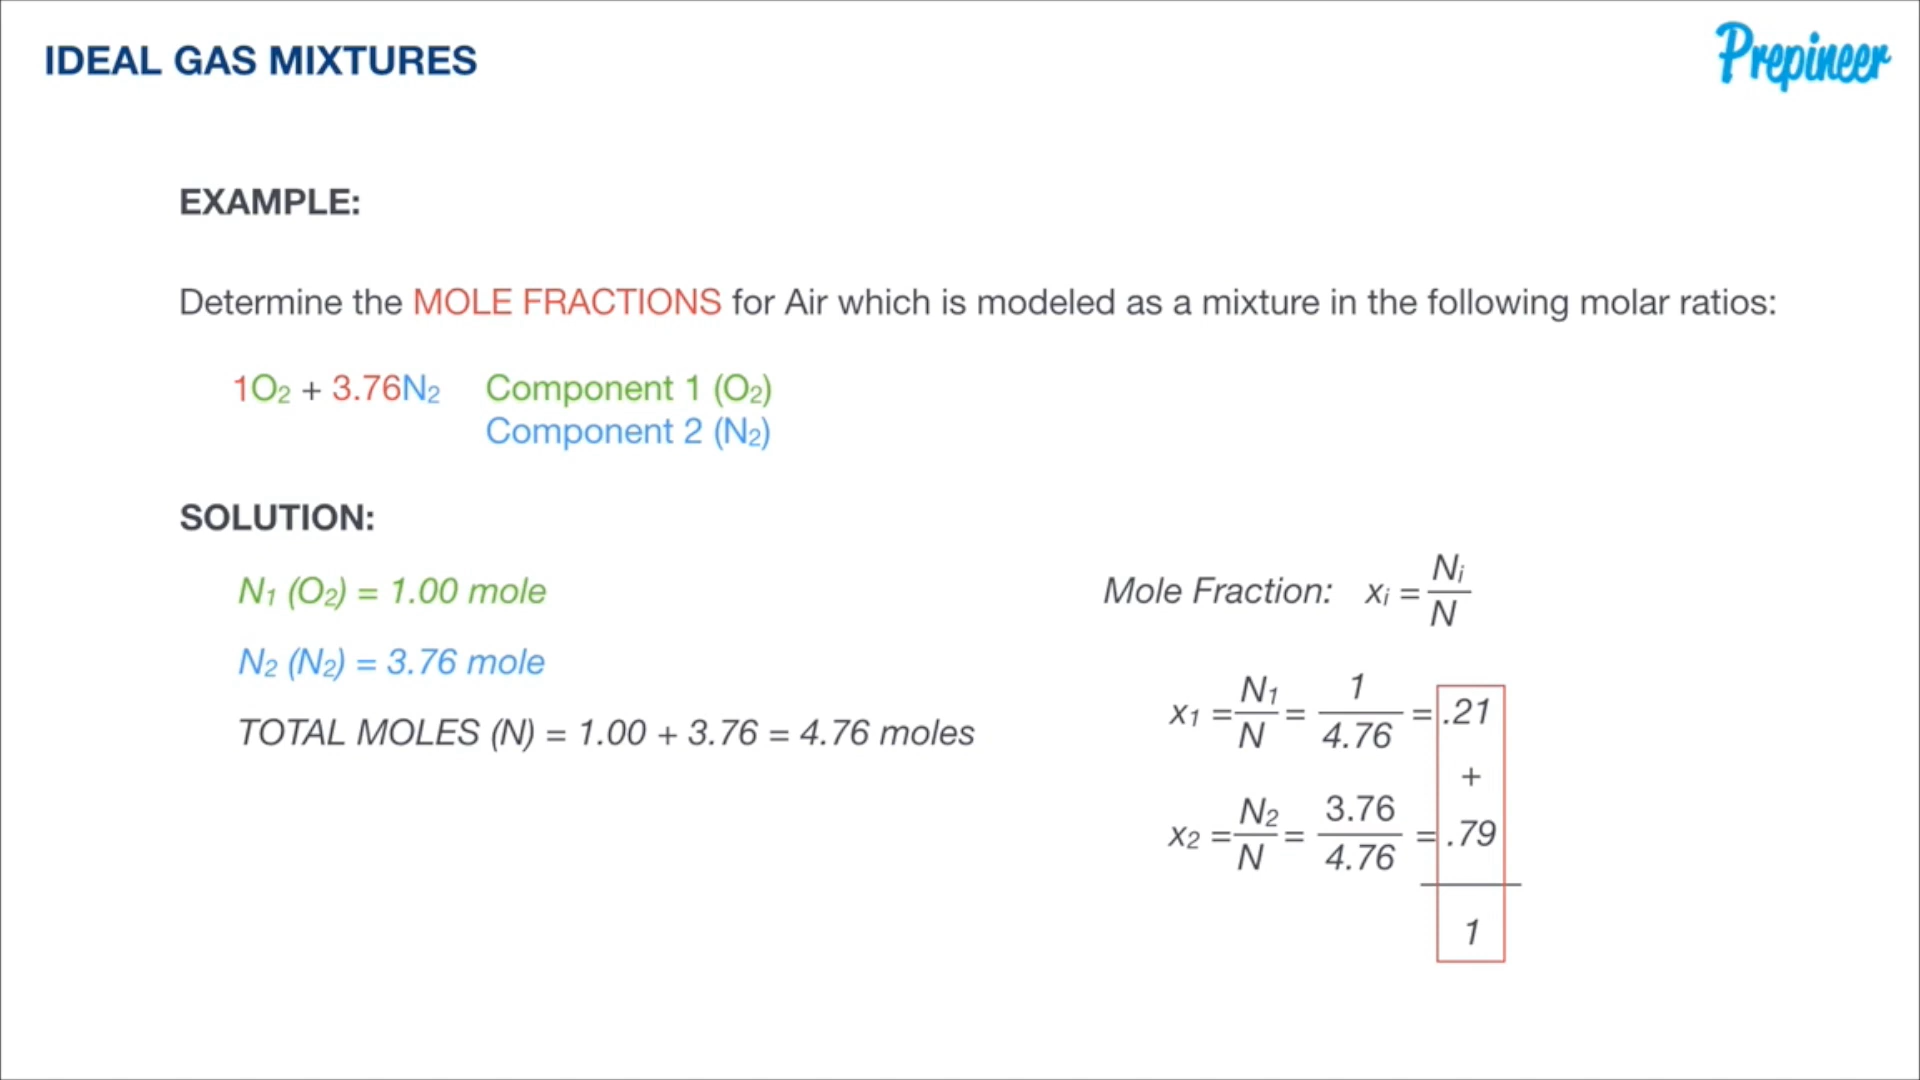 IDEAL GAS MIXTURES
Prepineer
EXAMPLE:
Determine the MOLE FRACTIONS for Air which is modeled as a mixture in the following molar ratios:
1O₂ + 3.76N₂ Component 1 (O₂)
Component 2 (N₂)
SOLUTION:
N₁ (O₂) = 1.00 mole
N₂ (N₂) = 3.76 mole
TOTAL MOLES (N) = 1.00 + 3.76 = 4.76 moles
Mole Fraction: xᵢ = Nᵢ/N
x₁ = N₁/N = 1/4.76 = .21
+
x₂ = N₂/N = 3.76/4.76 = .79
1